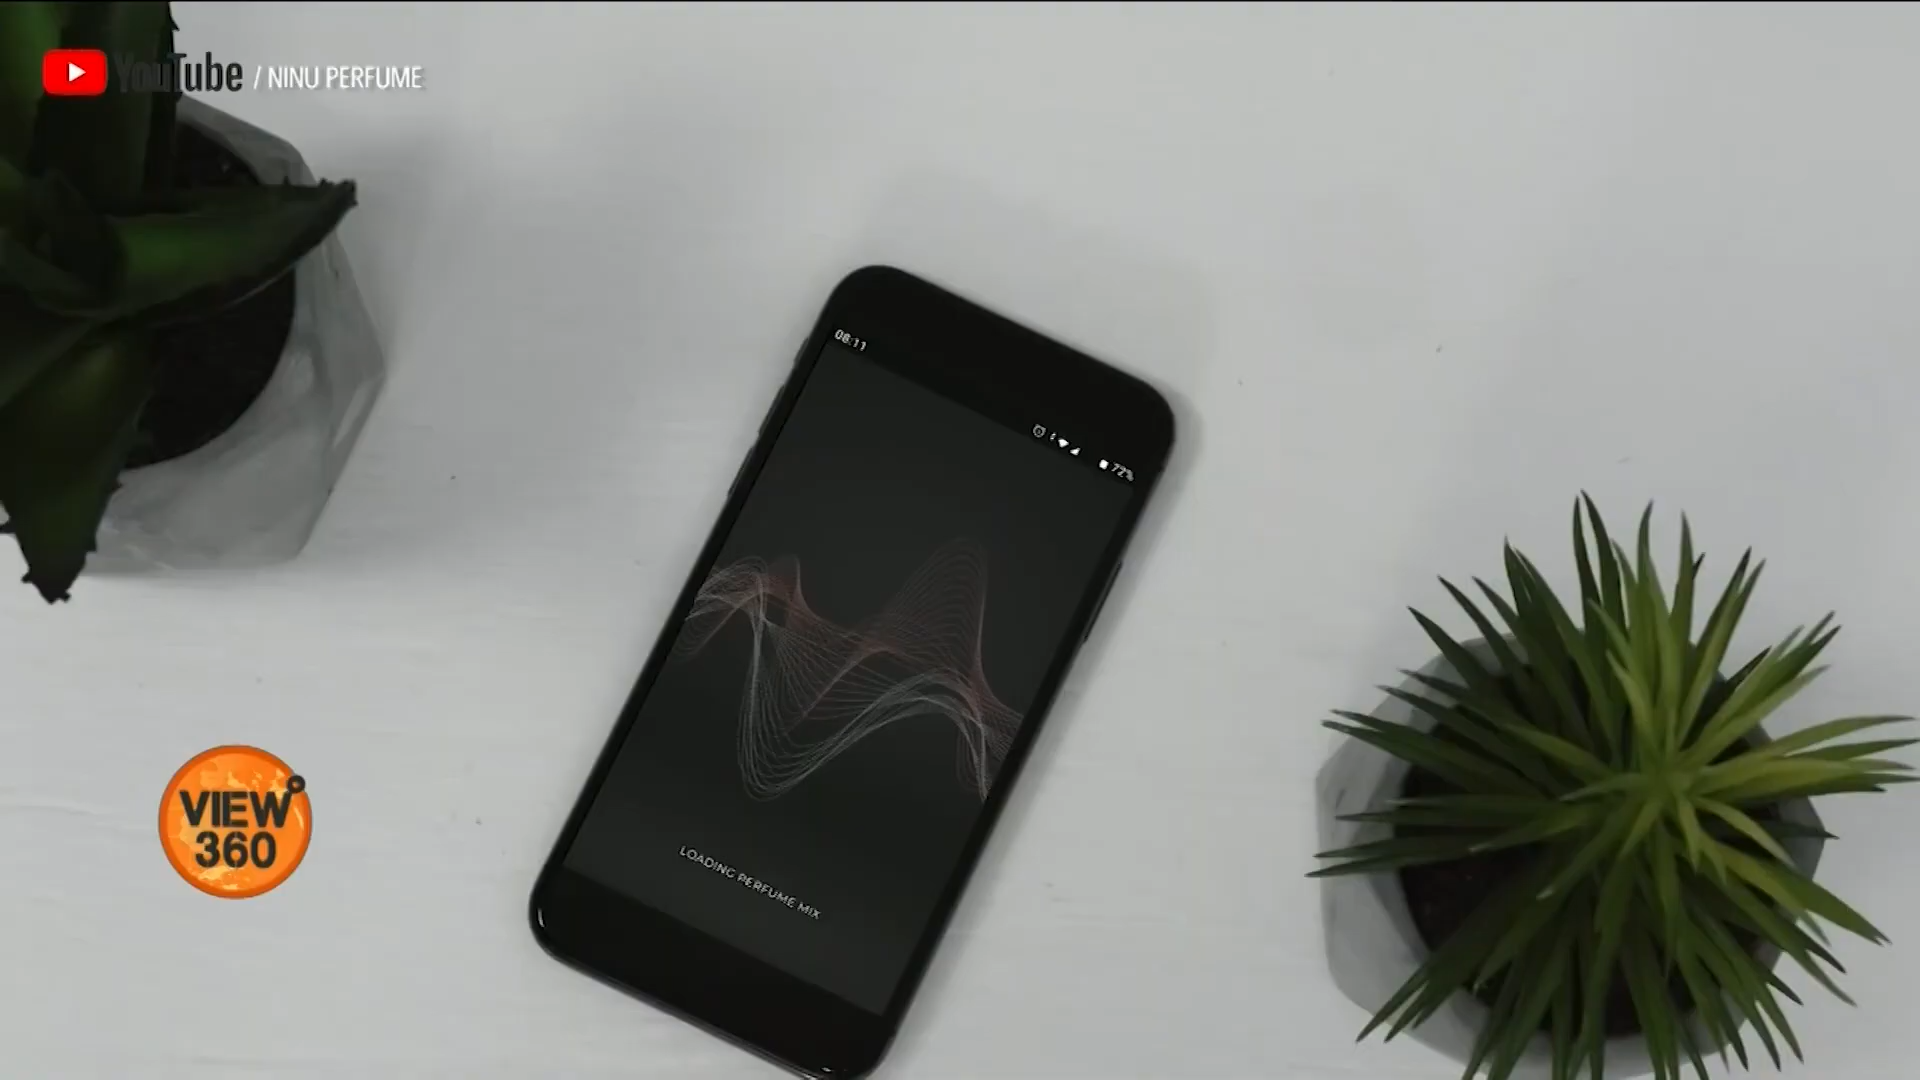 YouTube / NINU PERFUME
08:11
72%
LOADING PERFUME MIX
VIEW°
360